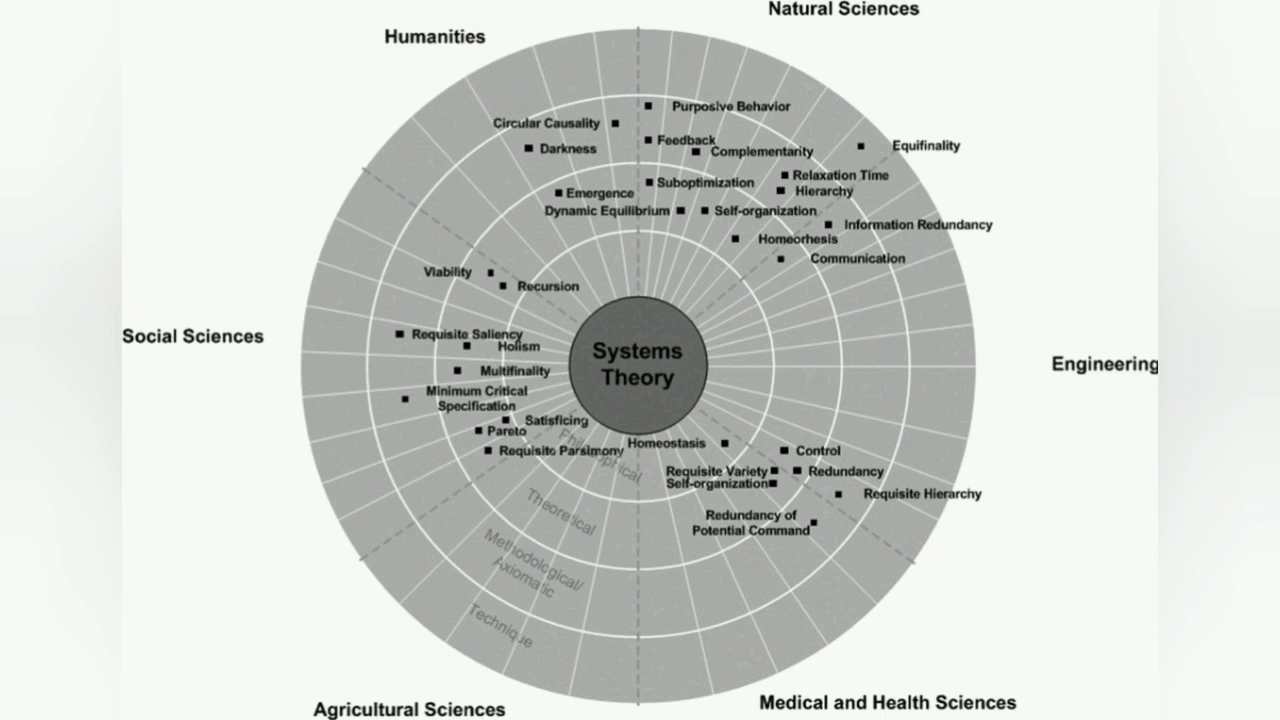 Natural Sciences
Humanities
Purposive Behavior
Circular Causality
Feedback
Darkness
Complementarity
Equifinality
Relaxation Time
Suboptimization
Hierarchy
Emergence
Dynamic Equilibrium
Self-organization
Information Redundancy
Homeorhesis
Communication
Viability
Recursion
Requisite Saliency
Social Sciences
Holism
Systems
Theory
Engineering
Multifinality
Minimum Critical
Specification
Satisficing
Pareto
Philosophical
Homeostasis
Requisite Parsimony
Control
Requisite Variety
Redundancy
Self-organization
Requisite Hierarchy
Theoretical
Redundancy of
Potential Command
Methodological/
Axiomatic
Technique
Agricultural Sciences
Medical and Health Sciences